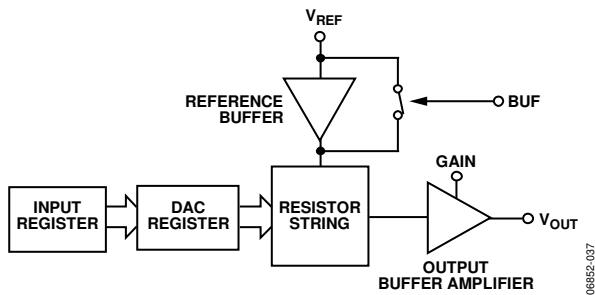 VREF
REFERENCE
BUFFER
BUF
GAIN
INPUT
REGISTER
DAC
REGISTER
RESISTOR
STRING
VOUT
OUTPUT
BUFFER AMPLIFIER
06852-037